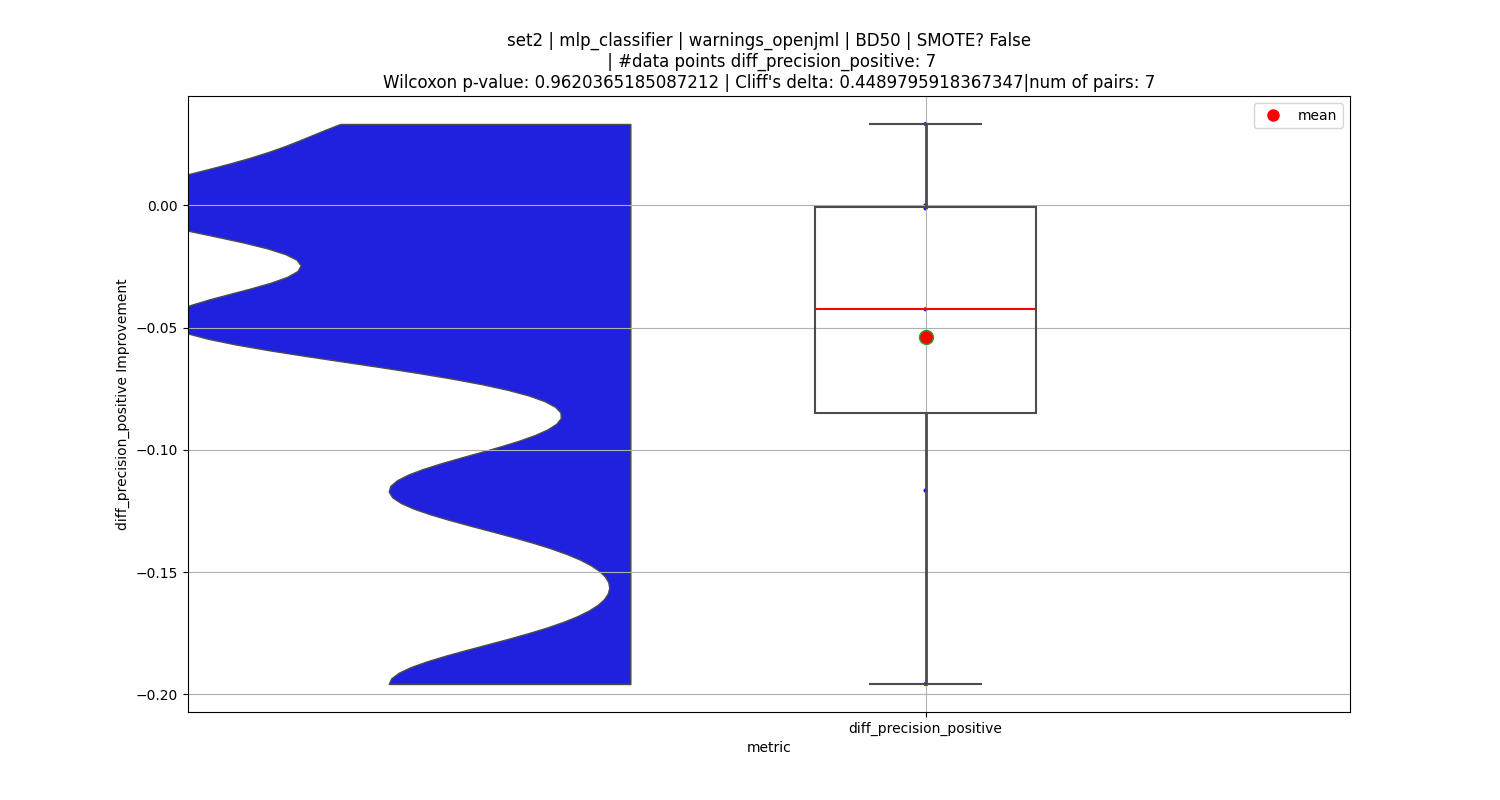 set2 | mlp_classifier | warnings_openjml | BD50 | SMOTE? False
| #data points diff_precision_positive: 7
Wilcoxon p-value: 0.9620365185087212 | Cliff's delta: 0.4489795918367347|num of pairs: 7
mean
0.00
−0.05
−0.10
−0.15
−0.20
diff_precision_positive Improvement
diff_precision_positive
metric